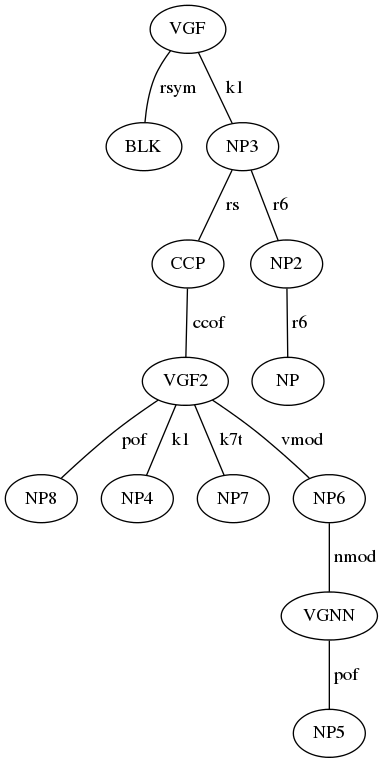 VGF
rsym k1
BLK NP3
rs r6
CCP NP2
ccof r6
VGF2 NP
pof k1 k7t vmod
NP8 NP4 NP7 NP6
nmod
VGNN
pof
NP5